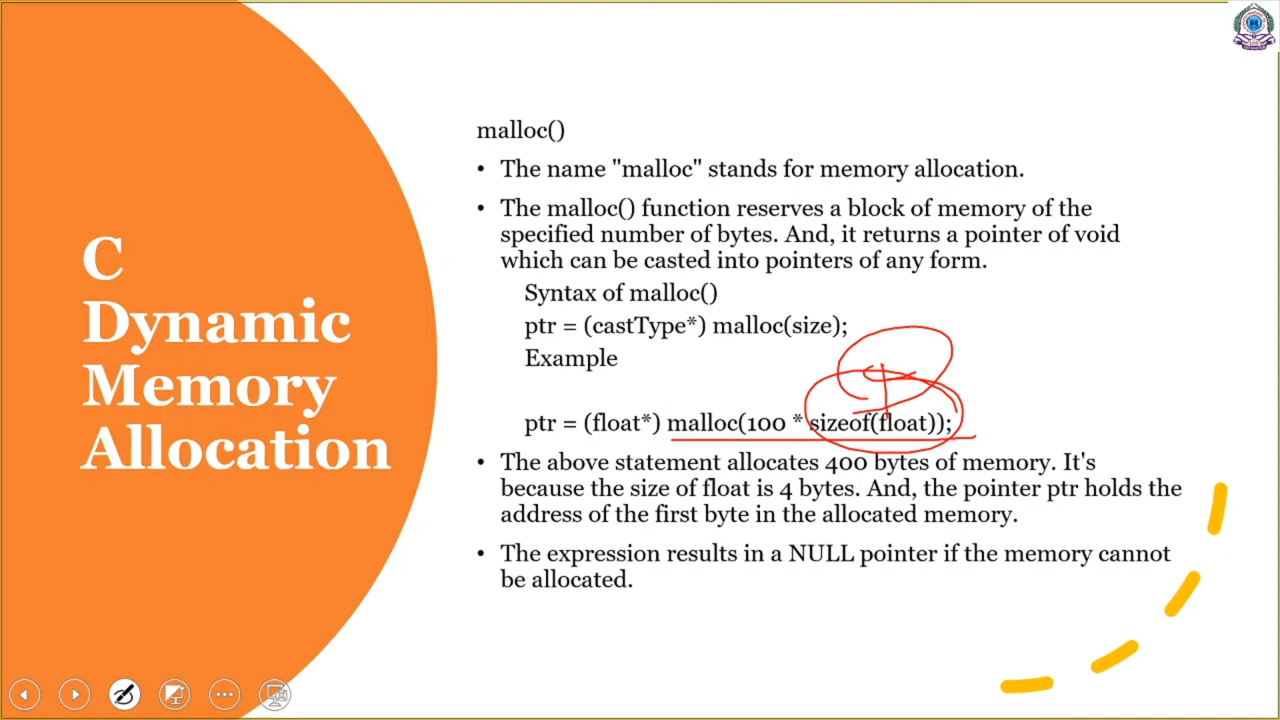 C
Dynamic
Memory
Allocation
malloc()
• The name "malloc" stands for memory allocation.
• The malloc() function reserves a block of memory of the
specified number of bytes. And, it returns a pointer of void
which can be casted into pointers of any form.
Syntax of malloc()
ptr = (castType*) malloc(size);
Example
ptr = (float*) malloc(100 * sizeof(float));
• The above statement allocates 400 bytes of memory. It's
because the size of float is 4 bytes. And, the pointer ptr holds the
address of the first byte in the allocated memory.
• The expression results in a NULL pointer if the memory cannot
be allocated.